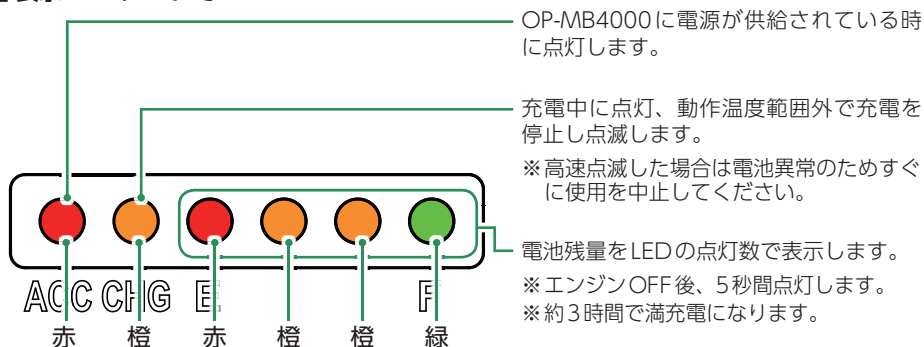 OP-MB4000に電源が供給されている時
に点灯します。
充電中に点灯、動作温度範囲外で充電を
停止し点滅します。
※高速点滅した場合は電池異常のためすぐ
に使用を中止してください。
電池残量をLEDの点灯数で表示します。
※エンジンOFF後、5秒間点灯します。
※約3時間で満充電になります。
ACC CHG E F
赤 橙 赤 橙 橙 緑